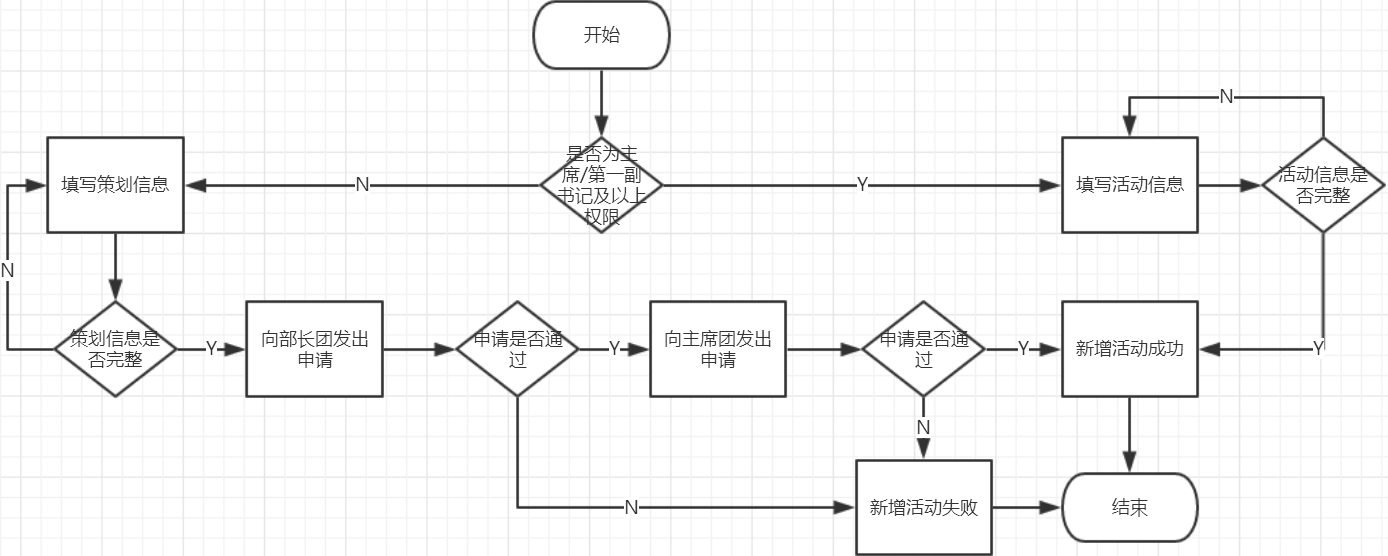 开始
N
是否为主
席/第一副
书记及以上
权限
填写策划信息
N
Y
填写活动信息
活动信息是
否完整
N
策划信息是
否完整
Y
向部长团发出
申请
申请是否通
过
Y
向主席团发出
申请
申请是否通
过
Y
新增活动成功
Y
N
N
新增活动失败
结束